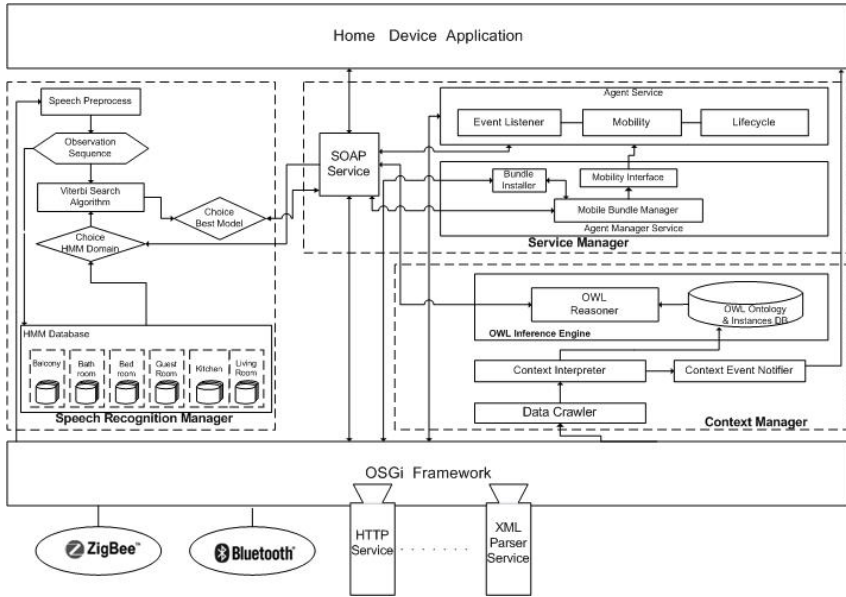 Home Device Application
Speech Preprocess
Observation
Sequence
Viterbi Search
Algorithm
Choice
Best Model
Choice
HMM Domain
HMM Database
Balcony
Bath
room
Bed
room
Guest
Room
Kitchen
Living
Room
Speech Recognition Manager
SOAP
Service
Agent Service
Event Listener
Mobility
Lifecycle
Bundle
Installer
Mobility Interface
Mobile Bundle Manager
Agent Manager Service
Service Manager
OWL
Reasoner
OWL Ontology
& Instances DB
OWL Inference Engine
Context Interpreter
Context Event Notifier
Data Crawler
Context Manager
OSGi Framework
ZigBee™
Bluetooth®
HTTP
Service
. . . . . . .
XML
Parser
Service